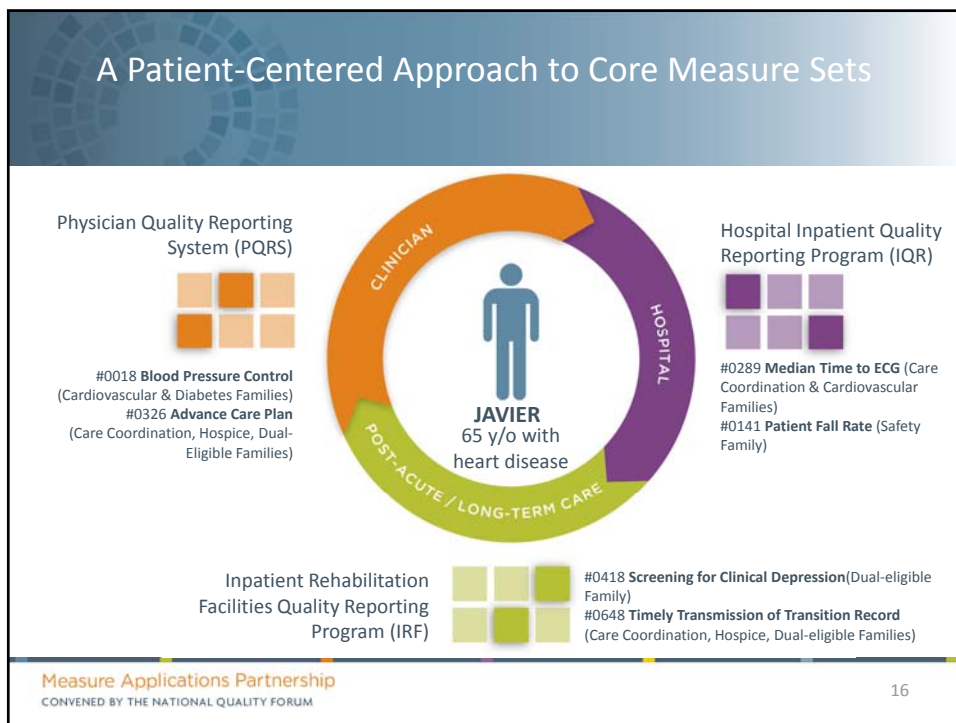 A Patient-Centered Approach to Core Measure Sets
Physician Quality Reporting
System (PQRS)
#0018 Blood Pressure Control
(Cardiovascular & Diabetes Families)
#0326 Advance Care Plan
(Care Coordination, Hospice, Dual-
Eligible Families)
CLINICIAN
HOSPITAL
POST-ACUTE / LONG-TERM CARE
JAVIER
65 y/o with
heart disease
Hospital Inpatient Quality
Reporting Program (IQR)
#0289 Median Time to ECG (Care
Coordination & Cardiovascular
Families)
#0141 Patient Fall Rate (Safety
Family)
Inpatient Rehabilitation
Facilities Quality Reporting
Program (IRF)
#0418 Screening for Clinical Depression(Dual-eligible
Family)
#0648 Timely Transmission of Transition Record
(Care Coordination, Hospice, Dual-eligible Families)
Measure Applications Partnership
CONVENED BY THE NATIONAL QUALITY FORUM
16